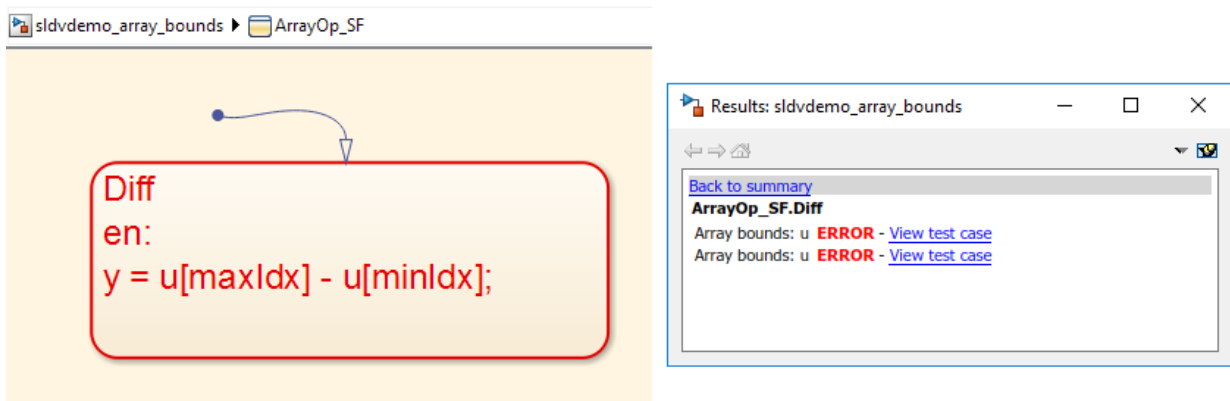 sldvdemo_array_bounds ArrayOp_SF
Diff
en:
y = u[maxIdx] - u[minIdx];
Results: sldvdemo_array_bounds
Back to summary
ArrayOp_SF.Diff
Array bounds: u ERROR - View test case
Array bounds: u ERROR - View test case